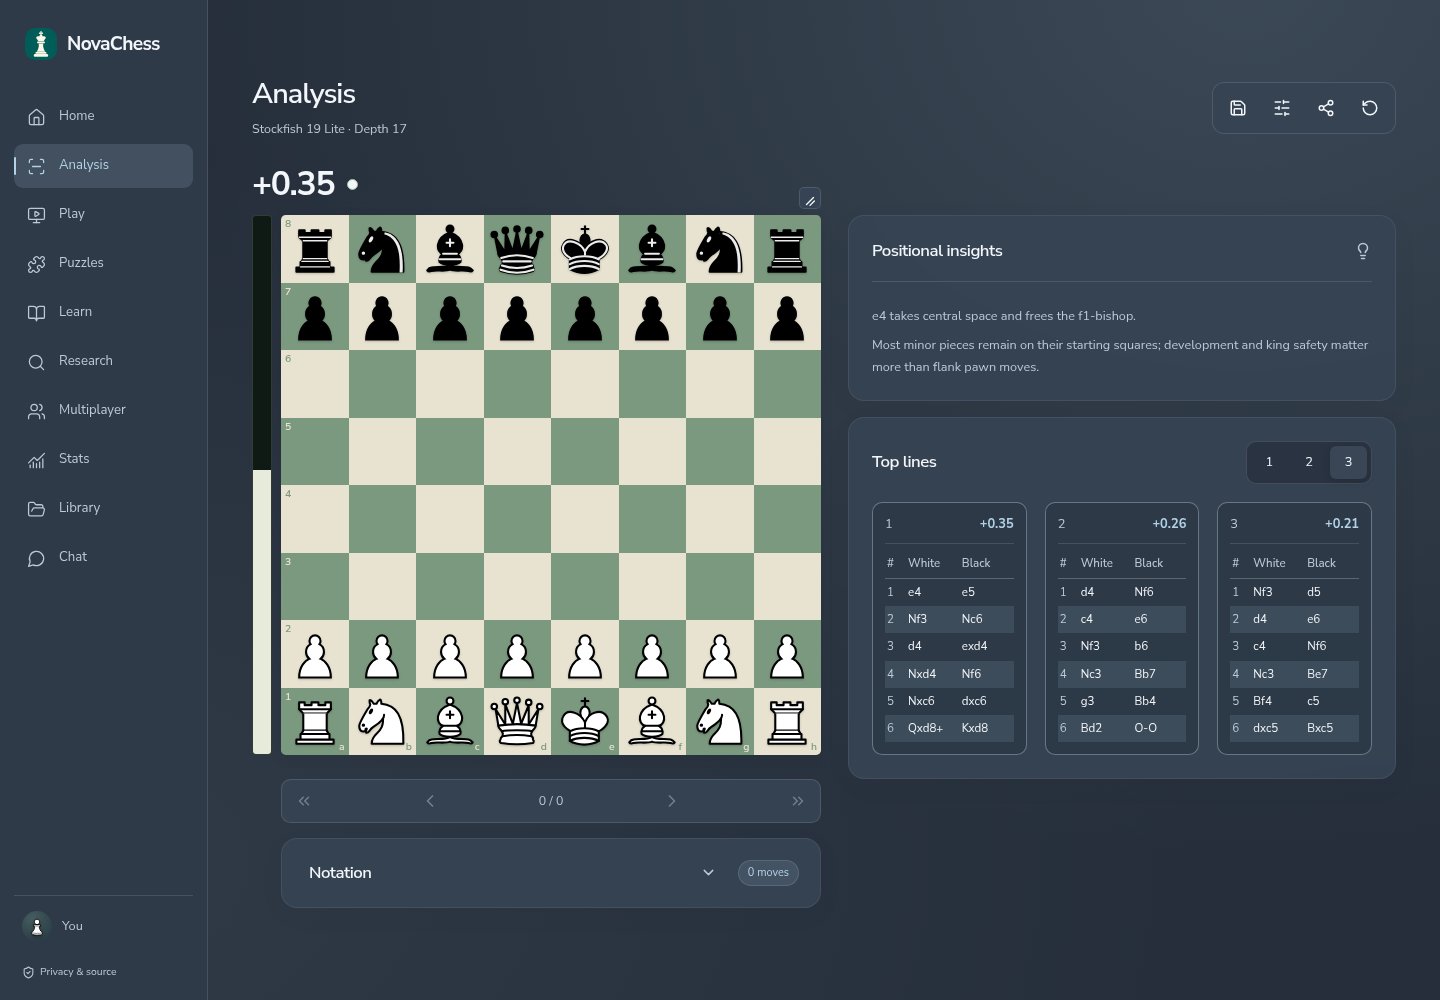 NovaChess
Home
Analysis
Play
Puzzles
Learn
Research
Multiplayer
Stats
Library
Chat
You
Privacy & source
Analysis
Stockfish 19 Lite · Depth 17
+0.35
8
7
6
5
4
3
2
1
a b c d e f g h
0 / 0
Notation
0 moves
Positional insights
e4 takes central space and frees the f1-bishop.
Most minor pieces remain on their starting squares; development and king safety matter
more than flank pawn moves.
Top lines
1 2 3
1 +0.35
# White Black
1 e4 e5
2 Nf3 Nc6
3 d4 exd4
4 Nxd4 Nf6
5 Nxc6 dxc6
6 Qxd8+ Kxd8
2 +0.26
# White Black
1 d4 Nf6
2 c4 e6
3 Nf3 b6
4 Nc3 Bb7
5 g3 Bb4
6 Bd2 O-O
3 +0.21
# White Black
1 Nf3 d5
2 d4 e6
3 c4 Nf6
4 Nc3 Be7
5 Bf4 c5
6 dxc5 Bxc5